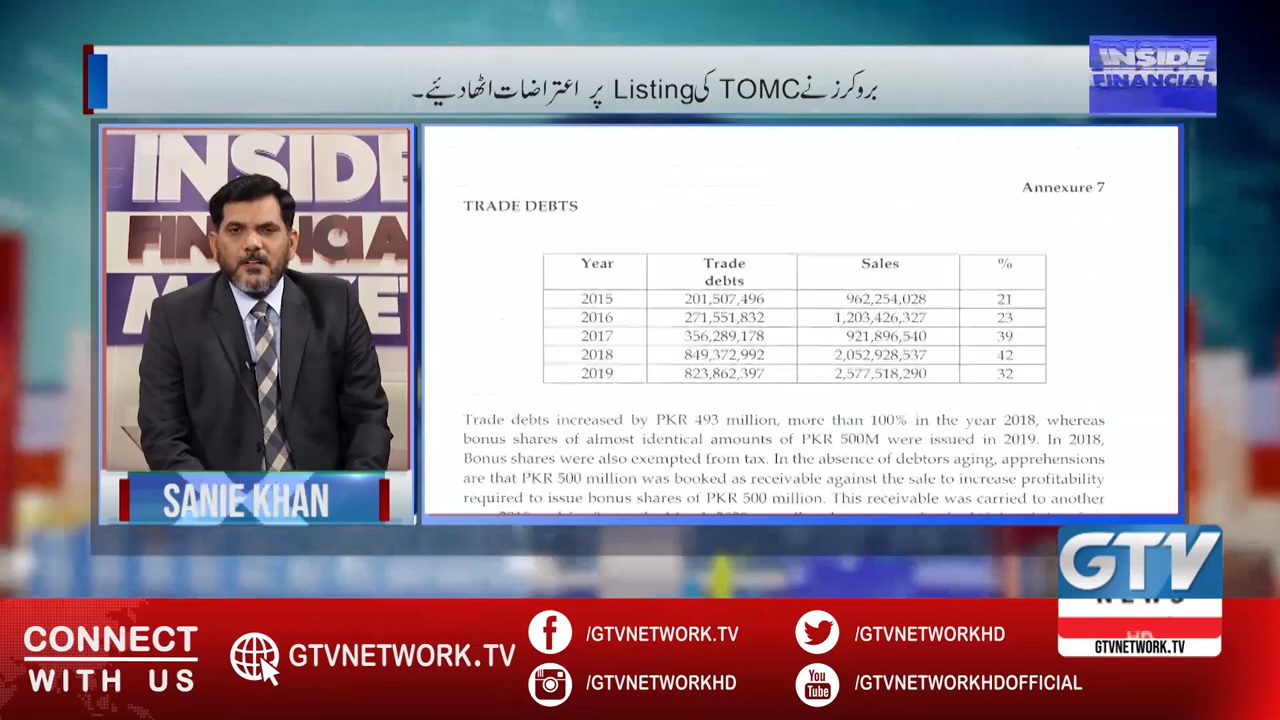 بروکرز نے TOMC کی Listing پر اعتراضات اٹھا دیئے۔
INSIDE
FINANCIAL
INSIDE
FINANCIAL
SANIE KHAN
Annexure 7
TRADE DEBTS
Year Trade debts Sales %
2015 201,507,496 962,254,028 21
2016 271,551,832 1,203,426,327 23
2017 356,289,178 921,896,540 39
2018 849,372,992 2,052,928,537 42
2019 823,862,397 2,577,518,290 32
Trade debts increased by PKR 493 million, more than 100% in the year 2018, whereas
bonus shares of almost identical amounts of PKR 500M were issued in 2019. In 2018,
Bonus shares were also exempted from tax. In the absence of debtors aging, apprehensions
are that PKR 500 million was booked as receivable against the sale to increase profitability
required to issue bonus shares of PKR 500 million. This receivable was carried to another
GTV
NEWS
HD
GTVNETWORK.TV
CONNECT
WITH US
GTVNETWORK.TV
/GTVNETWORK.TV
/GTVNETWORKHD
/GTVNETWORKHD
You
Tube
/GTVNETWORKHDOFFICIAL